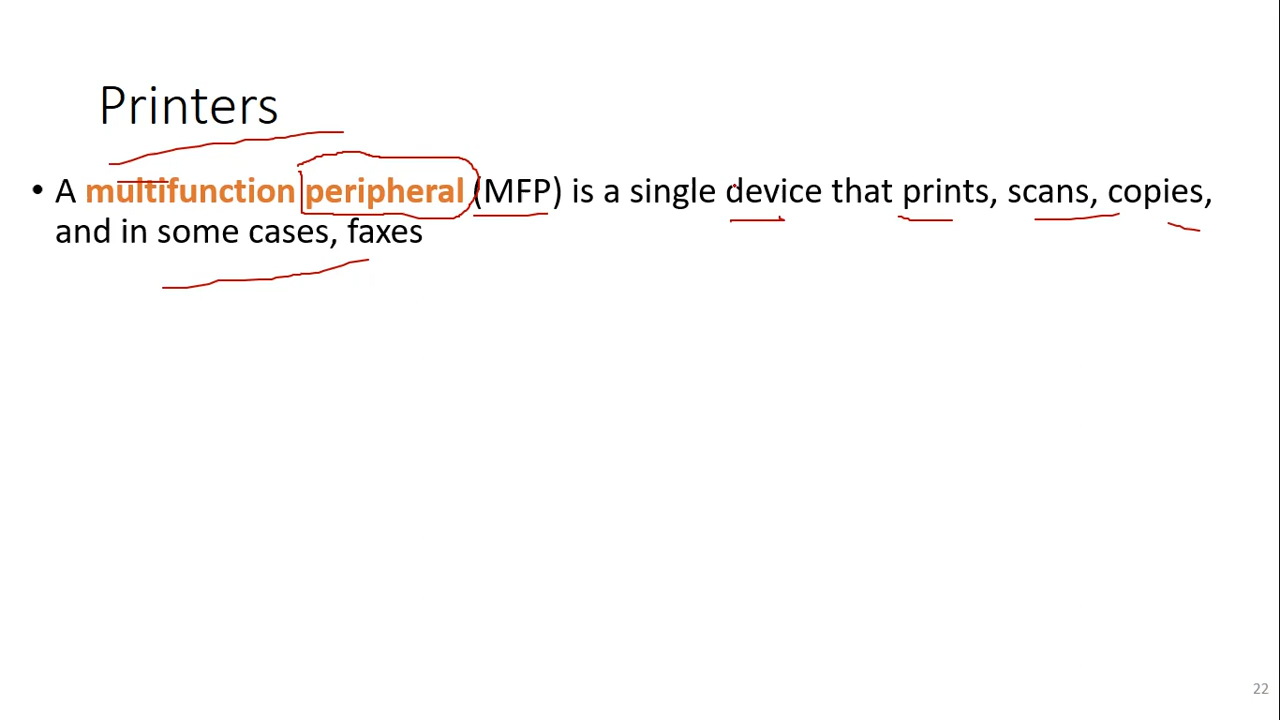 Printers
• A multifunction peripheral (MFP) is a single device that prints, scans, copies,
and in some cases, faxes
22